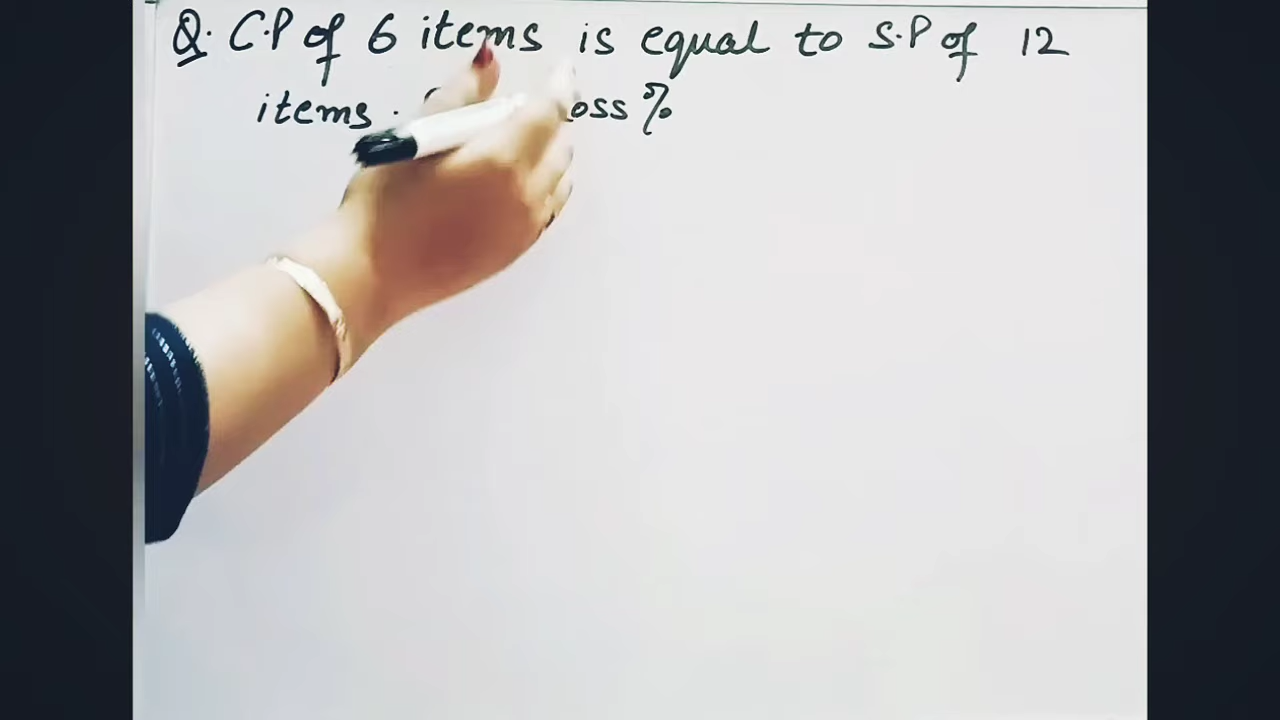 Q. C.P of 6 items is equal to S.P of 12
items. %